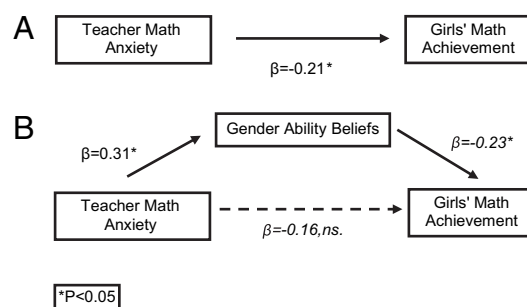 A
Teacher Math
Anxiety
β=-0.21*
Girls' Math
Achievement
B
Gender Ability Beliefs
β=0.31*
β=-0.23*
Teacher Math
Anxiety
β=-0.16,ns.
Girls' Math
Achievement
*P<0.05